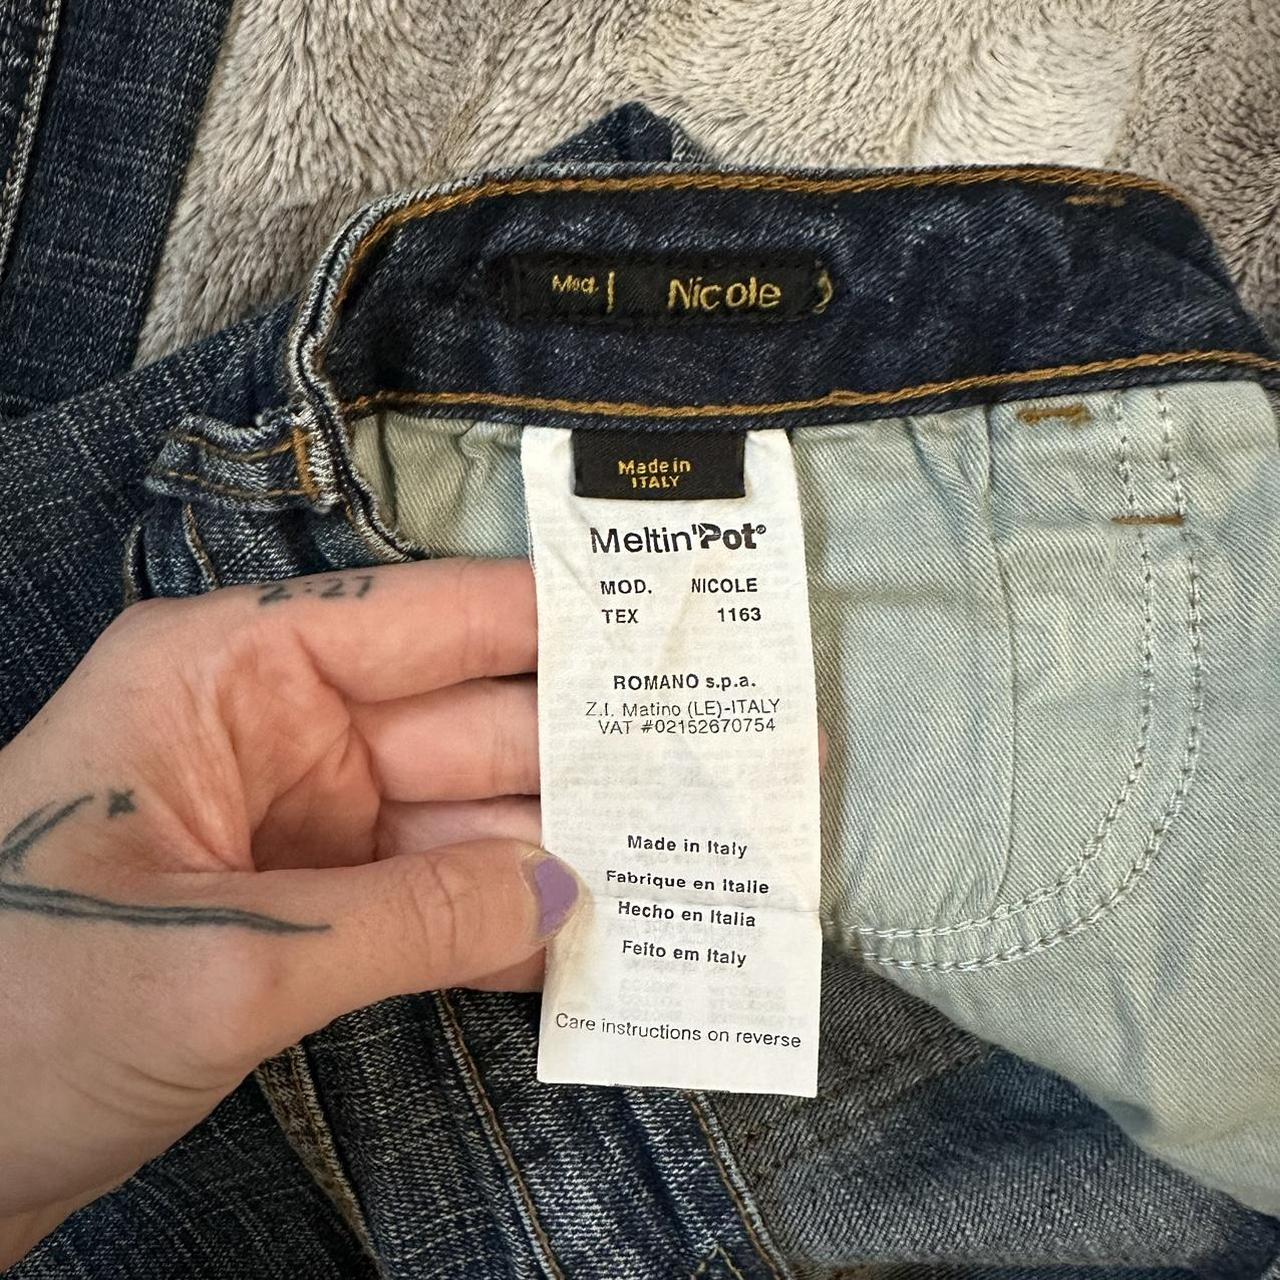 Mod. Nicole
Made in
ITALY
Meltin'Pot®
MOD. NICOLE
TEX 1163
ROMANO s.p.a.
Z.I. Matino (LE)-ITALY
VAT #02152670754
2:27
Made in Italy
Fabrique en Italie
Hecho en Italia
Feito em Italy
Care instructions on reverse